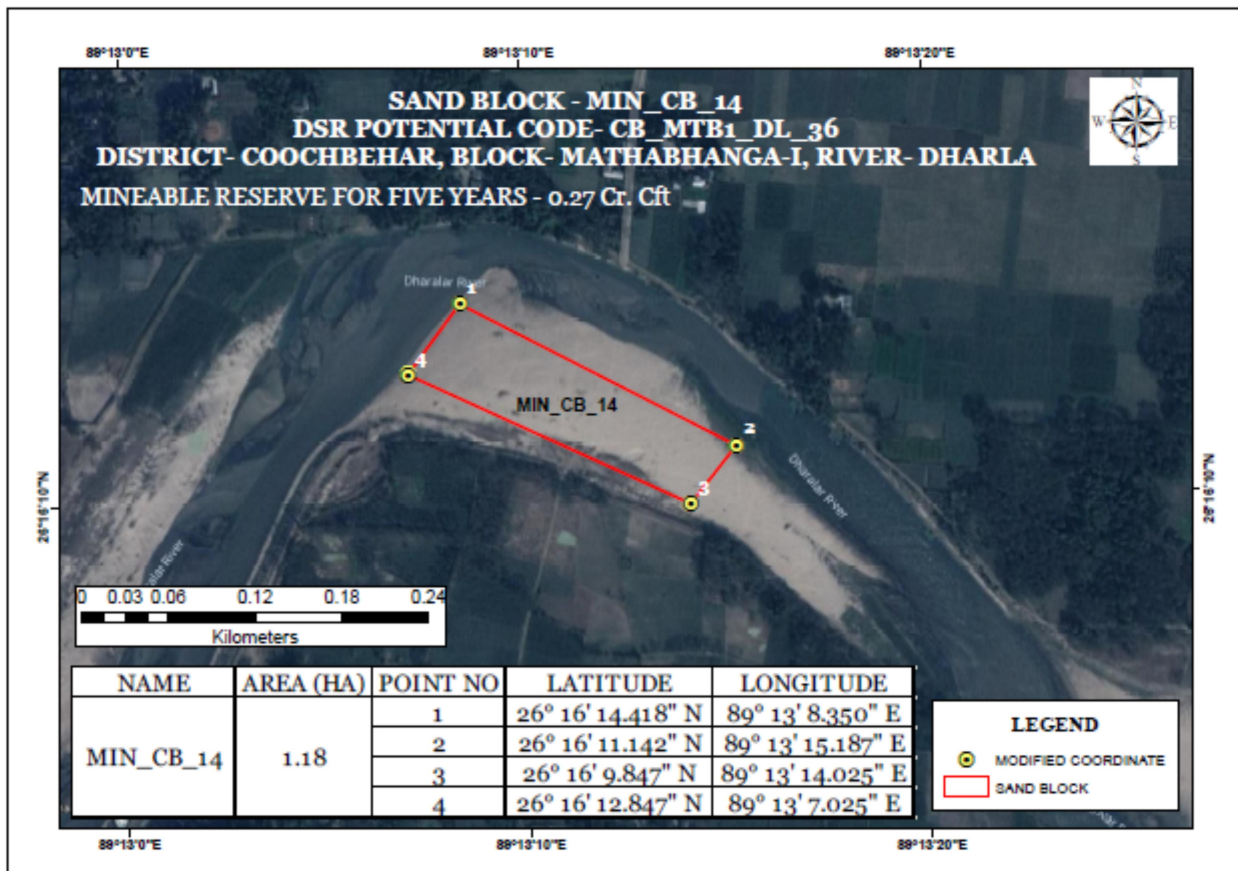 89°13'0"E 89°13'10"E 89°13'20"E
SAND BLOCK - MIN_CB_14
DSR POTENTIAL CODE- CB_MTB1_DL_36
DISTRICT- COOCHBEHAR, BLOCK- MATHABHANGA-I, RIVER- DHARLA
MINEABLE RESERVE FOR FIVE YEARS - 0.27 Cr. Cft
N
W E
S
Dharalar River
1
4
MIN_CB_14
2
3
Dharalar River
26°16'10"N
26°16'10"N
alar River
0 0.03 0.06 0.12 0.18 0.24
Kilometers
NAME AREA (HA) POINT NO LATITUDE LONGITUDE
MIN_CB_14 1.18
1 26° 16' 14.418" N 89° 13' 8.350" E
2 26° 16' 11.142" N 89° 13' 15.187" E
3 26° 16' 9.847" N 89° 13' 14.025" E
4 26° 16' 12.847" N 89° 13' 7.025" E
LEGEND
MODIFIED COORDINATE
SAND BLOCK
89°13'0"E 89°13'10"E 89°13'20"E